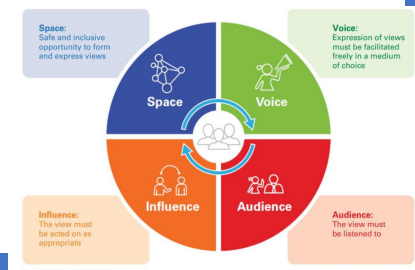 Space:
Safe and inclusive
opportunity to form
and express views
Voice:
Expression of views
must be facilitated
freely in a medium
of choice
Space
Voice
Influence
Audience
Influence:
The view must
be acted on as
appropriate
Audience:
The view must
be listened to